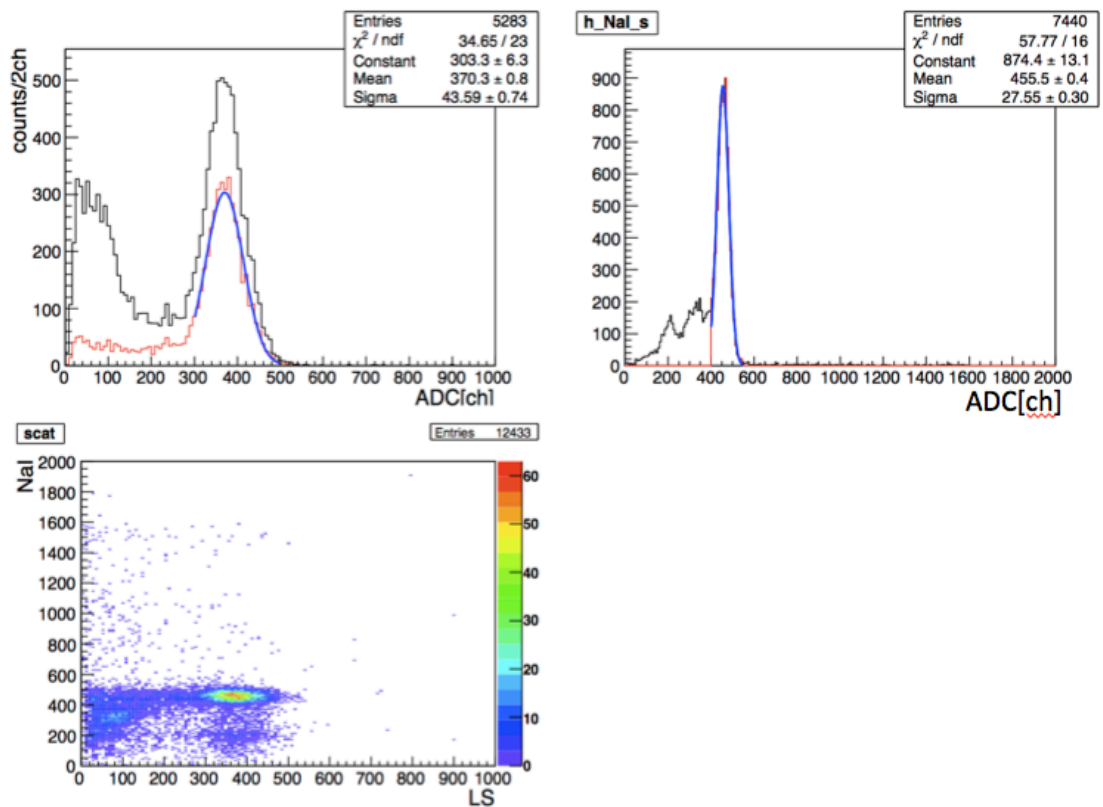 Entries 5283
χ² / ndf 34.65 / 23
Constant 303.3 ± 6.3
Mean 370.3 ± 0.8
Sigma 43.59 ± 0.74
counts/2ch
500
400
300
200
100
0
0 100 200 300 400 500 600 700 800 900 1000
ADC[ch]
h_NaI_s
Entries 7440
χ² / ndf 57.77 / 16
Constant 874.4 ± 13.1
Mean 455.5 ± 0.4
Sigma 27.55 ± 0.30
900
800
700
600
500
400
300
200
100
0
0 200 400 600 800 1000 1200 1400 1600 1800 2000
ADC[ch]
scat
Entries 12433
NaI
2000
1800
1600
1400
1200
1000
800
600
400
200
0
0 100 200 300 400 500 600 700 800 900 1000
LS
60
50
40
30
20
10
0